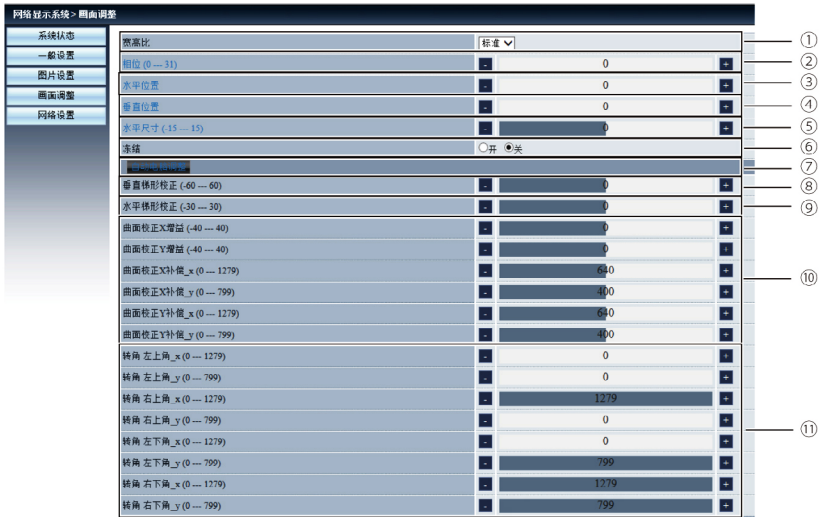 网络显示系统> 画面调整
系统状态
一般设置
图片设置
画面调整
网络设置
宽高比 标准 ①
相位 (0 --- 31) - 0 + ②
水平位置 - 0 + ③
垂直位置 - 0 + ④
水平尺寸 (-15 --- 15) - 0 + ⑤
冻结 开 关 ⑥
⑦
垂直梯形校正 (-60 --- 60) - 0 + ⑧
水平梯形校正 (-30 --- 30) - 0 + ⑨
曲面校正X增益 (-40 --- 40) - 0 +
曲面校正Y增益 (-40 --- 40) - 0 +
曲面校正X补偿_x (0 --- 1279) - 640 + ⑩
曲面校正X补偿_y (0 --- 799) - 400 +
曲面校正Y补偿_x (0 --- 1279) - 640 +
曲面校正Y补偿_y (0 --- 799) - 400 +
转角 左上角_x (0 --- 1279) - 0 +
转角 左上角_y (0 --- 799) - 0 +
转角 右上角_x (0 --- 1279) - 1279 +
转角 右上角_y (0 --- 799) - 0 + ⑪
转角 左下角_x (0 --- 1279) - 0 +
转角 左下角_y (0 --- 799) - 799 +
转角 右下角_x (0 --- 1279) - 1279 +
转角 右下角_y (0 --- 799) - 799 +